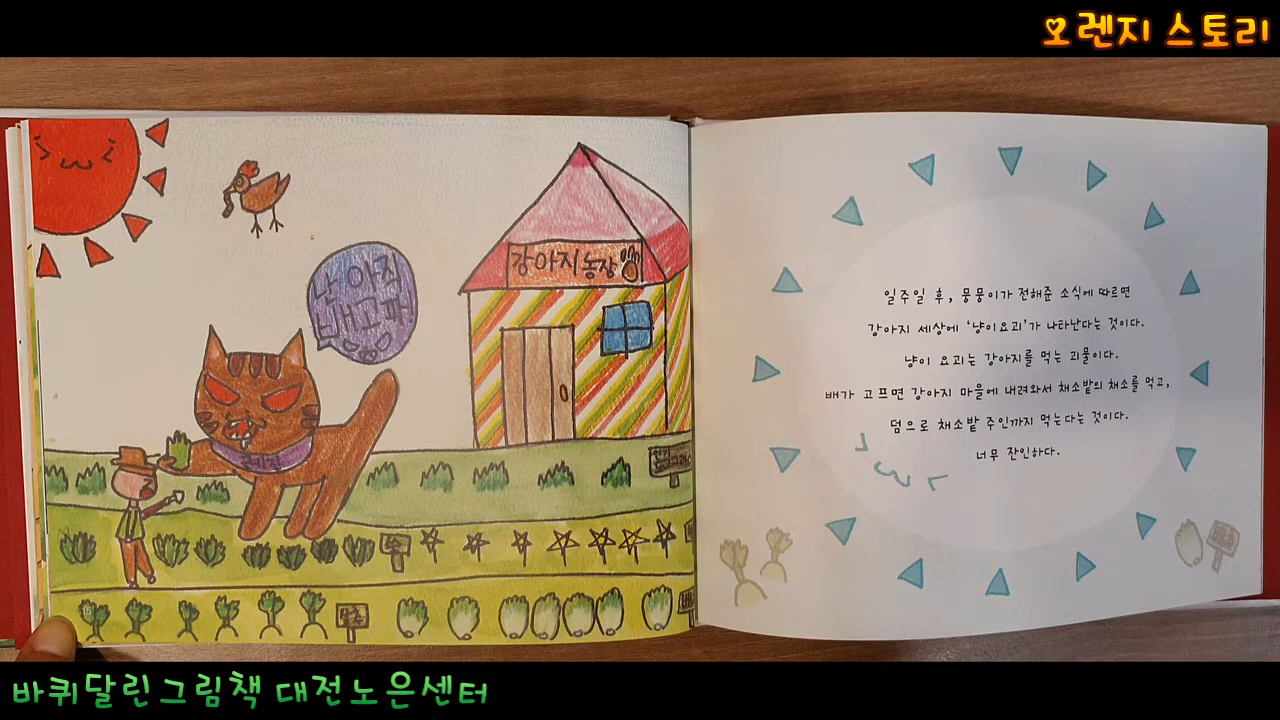 오렌지 스토리
난 아직
배고파
강아지 농장
일주일 후, 뭉뭉이가 전해준 소식에 따르면
강아지 세상에 ‘냥이요괴’가 나타난다는 것이다.
냥이 요괴는 강아지를 먹는 괴물이다.
배가 고프면 강아지 마을에 내려와서 채소밭의 채소를 먹고,
덤으로 채소밭 주인까지 먹는다는 것이다.
너무 잔인하다.
바퀴달린그림책 대전노은센터